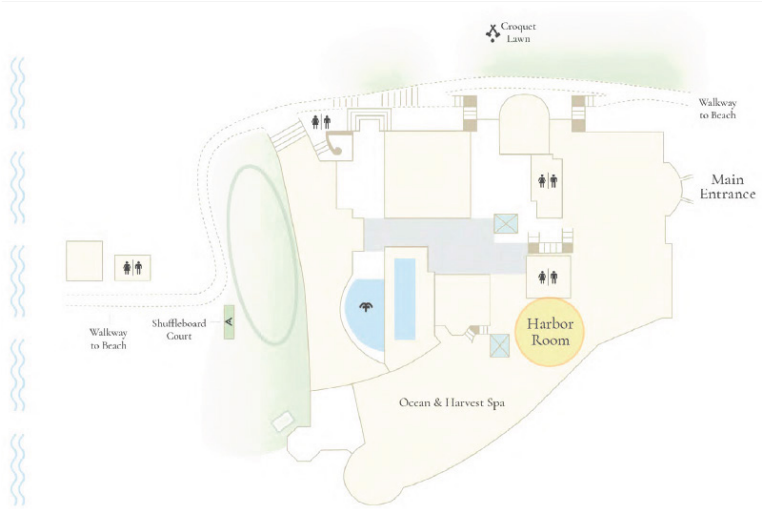 Croquet
Lawn
Walkway
to Beach
Main
Entrance
Harbor
Room
Walkway
to Beach
Shuffleboard
Court
Ocean & Harvest Spa